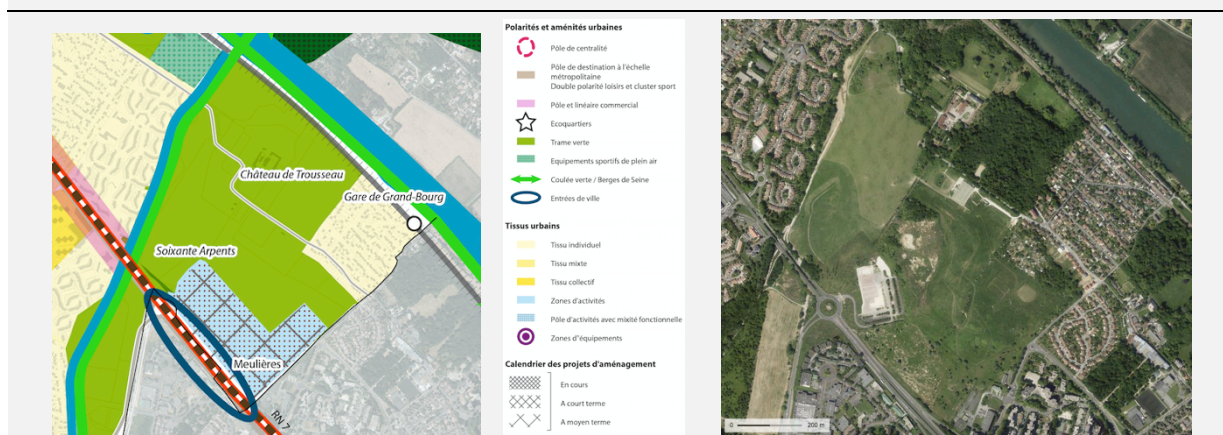 Château de Trousseau
Gare de Grand-Bourg
Soixante Arpents
Meulières
RN 7
Polarités et aménités urbaines
Pôle de centralité
Pôle de destination à l'échelle
métropolitaine
Double polarité loisirs et cluster sport
Pôle et linéaire commercial
Ecoquartiers
Trame verte
Equipements sportifs de plein air
Coulée verte / Berges de Seine
Entrées de ville
Tissus urbains
Tissu individuel
Tissu mixte
Tissu collectif
Zones d'activités
Pôle d'activités avec mixité fonctionnelle
Zones d'équipements
Calendrier des projets d'aménagement
En cours
A court terme
A moyen terme
0 200 m